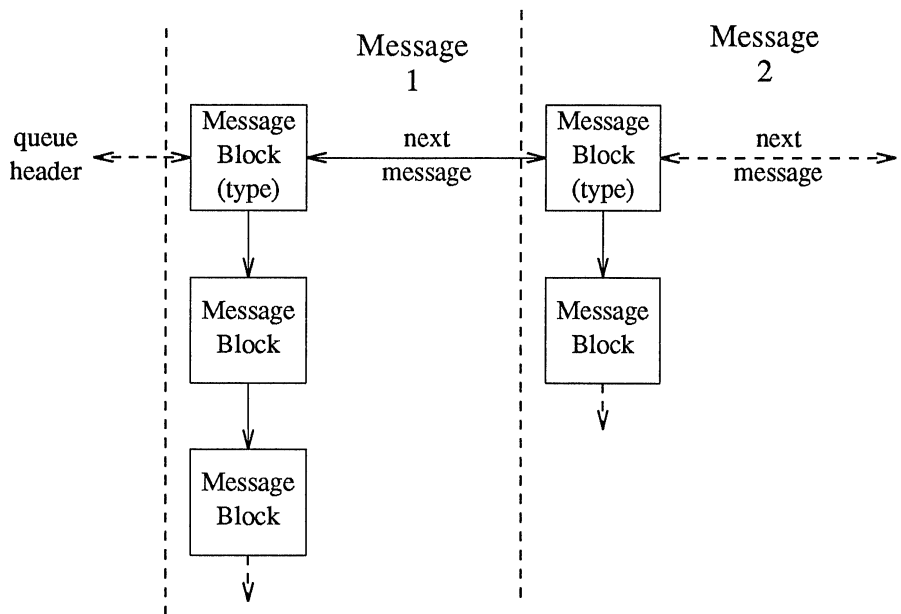 Message
1
Message
2
queue
header
Message
Block
(type)
next
message
Message
Block
(type)
next
message
Message
Block
Message
Block
Message
Block